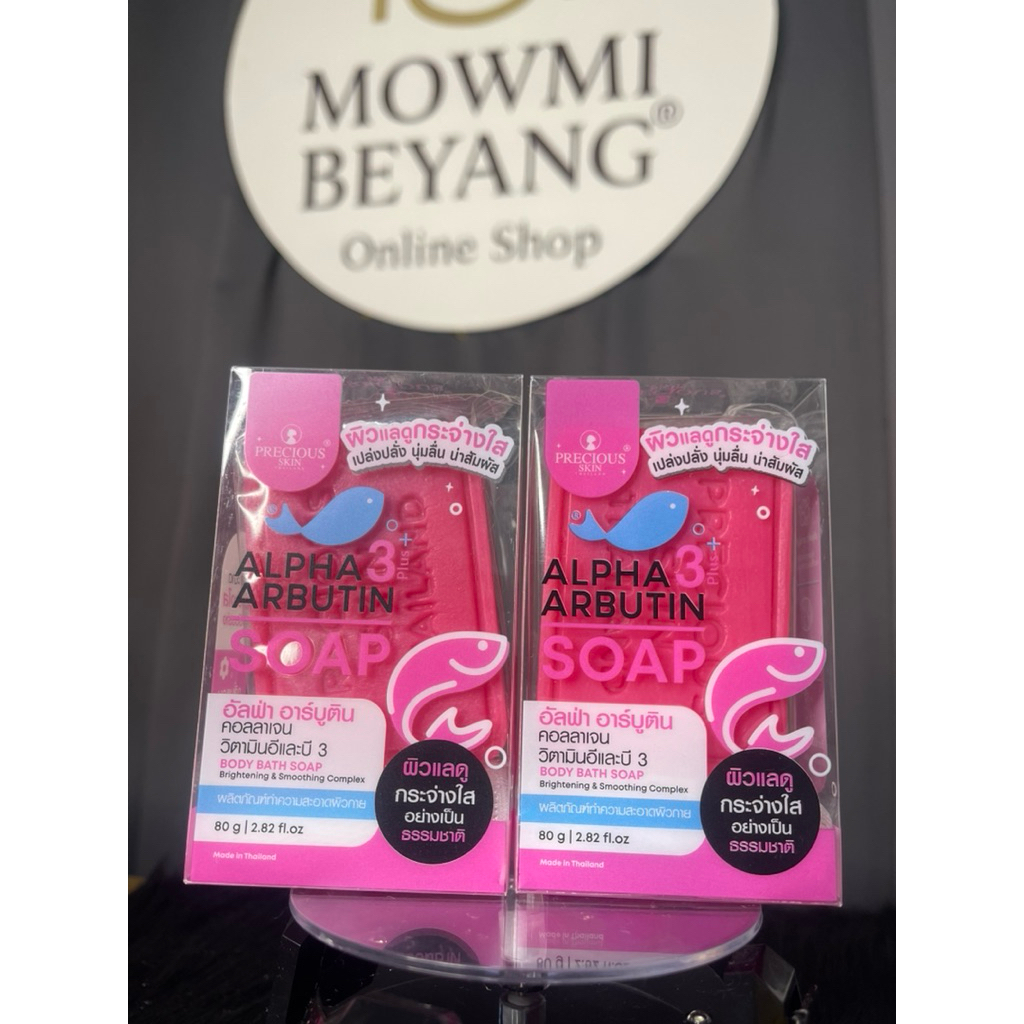 MOWMI
BEYANG®
Online Shop
PRECIOUS®
SKIN
THAILAND
ผิวแลดูกระจ่างใส
เปล่งปลั่ง นุ่มลื่น น่าสัมผัส
ALPHA 3 Plus+
ARBUTIN
SOAP
อัลฟ่า อาร์บูติน
คอลลาเจน
วิตามินอีและบี 3
BODY BATH SOAP
Brightening & Smoothing Complex
ผลิตภัณฑ์ทำความสะอาดผิวกาย
80 g | 2.82 fl.oz
Made in Thailand
ผิวแลดู
กระจ่างใส
อย่างเป็น
ธรรมชาติ
PRECIOUS®
SKIN
THAILAND
ผิวแลดูกระจ่างใส
เปล่งปลั่ง นุ่มลื่น น่าสัมผัส
ALPHA 3 Plus+
ARBUTIN
SOAP
อัลฟ่า อาร์บูติน
คอลลาเจน
วิตามินอีและบี 3
BODY BATH SOAP
Brightening & Smoothing Complex
ผลิตภัณฑ์ทำความสะอาดผิวกาย
80 g | 2.82 fl.oz
Made in Thailand
ผิวแลดู
กระจ่างใส
อย่างเป็น
ธรรมชาติ